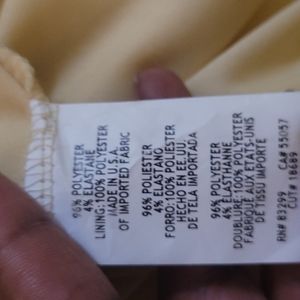 96% POLYESTER
4% ELASTANE
LINING: 100% POLYESTER
MADE IN U.S.A.
OF IMPORTED FABRIC
96% POLIESTER
4% ELASTANO
FORRO: 100% POLIESTER
HECHO EN EE.UU.
DE TELA IMPORTADA
96% POLYESTER
4% ELASTHANNE
DOUBLURE: 100% POLYESTER
FABRIQUE AUX ETATS-UNIS
DE TISSU IMPORTE
RN# 83299 CA# 55057
CUT# 16689